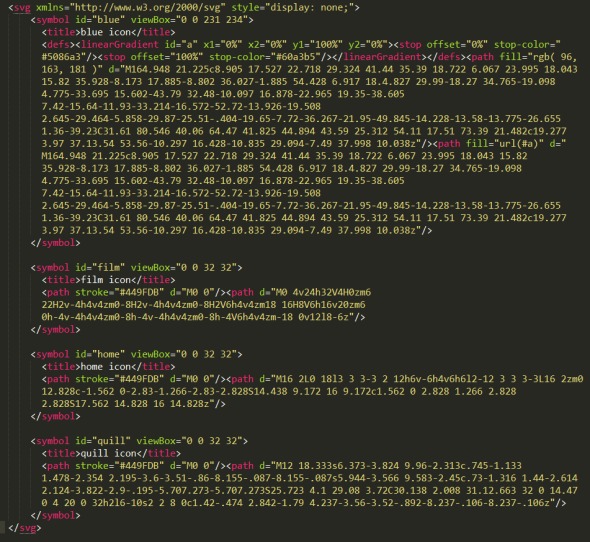 <svg xmlns="http://www.w3.org/2000/svg" style="display: none;">
<symbol id="blue" viewBox="0 0 231 234">
<title>blue icon</title>
<defs><linearGradient id="a" x1="0%" x2="0%" y1="100%" y2="0%"><stop offset="0%" stop-color="
#5086a3"/><stop offset="100%" stop-color="#60a3b5"/></linearGradient></defs><path fill="rgb( 96,
163, 181 )" d="M164.948 21.225c8.905 17.527 22.718 29.324 41.44 35.39 18.722 6.067 23.995 18.043
15.82 35.928-8.173 17.885-8.802 36.027-1.885 54.428 6.917 18.4.827 29.99-18.27 34.765-19.098
4.775-33.695 15.602-43.79 32.48-10.097 16.878-22.965 19.35-38.605
7.42-15.64-11.93-33.214-16.572-52.72-13.926-19.508
2.645-29.464-5.858-29.87-25.51-.404-19.65-7.72-36.267-21.95-49.845-14.228-13.58-13.775-26.655
1.36-39.23C31.61 80.546 40.06 64.47 41.825 44.894 43.59 25.312 54.11 17.51 73.39 21.482c19.277
3.97 37.13.54 53.56-10.297 16.428-10.835 29.094-7.49 37.998 10.038z"/><path fill="url(#a)" d="
M164.948 21.225c8.905 17.527 22.718 29.324 41.44 35.39 18.722 6.067 23.995 18.043 15.82
35.928-8.173 17.885-8.802 36.027-1.885 54.428 6.917 18.4.827 29.99-18.27 34.765-19.098
4.775-33.695 15.602-43.79 32.48-10.097 16.878-22.965 19.35-38.605
7.42-15.64-11.93-33.214-16.572-52.72-13.926-19.508
2.645-29.464-5.858-29.87-25.51-.404-19.65-7.72-36.267-21.95-49.845-14.228-13.58-13.775-26.655
1.36-39.23C31.61 80.546 40.06 64.47 41.825 44.894 43.59 25.312 54.11 17.51 73.39 21.482c19.277
3.97 37.13.54 53.56-10.297 16.428-10.835 29.094-7.49 37.998 10.038z"/>
</symbol>
<symbol id="film" viewBox="0 0 32 32">
<title>film icon</title>
<path stroke="#449FDB" d="M0 0"/><path d="M0 4v24h32V4H0zm6
22H2v-4h4v4zm0-8H2v-4h4v4zm0-8H2V6h4v4zm18 16H8V6h16v20zm6
0h-4v-4h4v4zm0-8h-4v-4h4v4zm0-8h-4V6h4v4zm-18 0v12l8-6z"/>
</symbol>
<symbol id="home" viewBox="0 0 32 32">
<title>home icon</title>
<path stroke="#449FDB" d="M0 0"/><path d="M16 2L0 18l3 3 3-3 2 12h6v-6h4v6h6l2-12 3 3 3-3L16 2zm0
12.828c-1.562 0-2.83-1.266-2.83-2.828S14.438 9.172 16 9.172c1.562 0 2.828 1.266 2.828
2.828S17.562 14.828 16 14.828z"/>
</symbol>
<symbol id="quill" viewBox="0 0 32 32">
<title>quill icon</title>
<path stroke="#449FDB" d="M0 0"/><path d="M12 18.333s6.373-3.824 9.96-2.313c.745-1.133
1.478-2.354 2.195-3.6-3.51-.86-8.155-.087-8.155-.087s5.944-3.566 9.583-2.45c.73-1.316 1.44-2.614
2.124-3.822-2.9-.195-5.707.273-5.707.273S25.723 4.1 29.08 3.72C30.138 2.008 31.12.663 32 0 14.47
0 4 20 0 32h2l6-10s2 2 8 0c1.42-.474 2.842-1.79 4.237-3.56-3.52-.892-8.237-.106-8.237-.106z"/>
</symbol>
</svg>